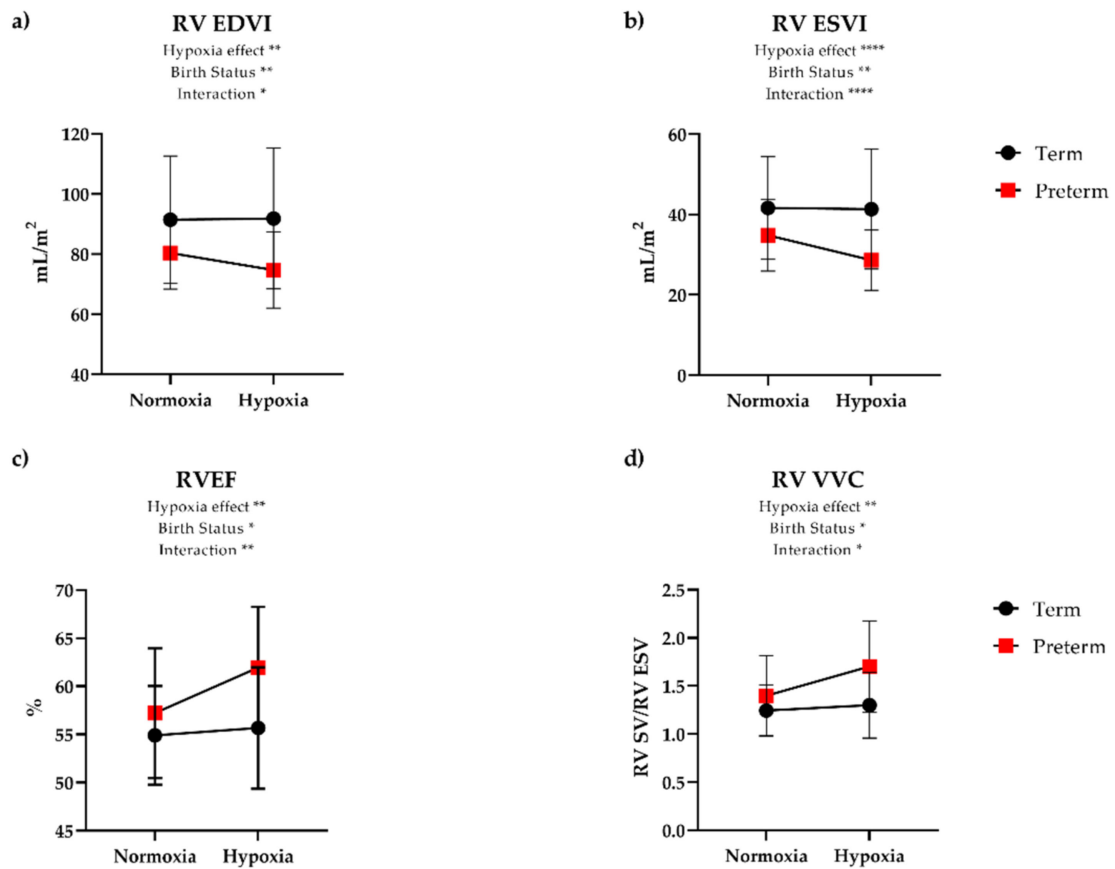 a)
RV EDVI
Hypoxia effect **
Birth Status **
Interaction *
120
100
80
60
40
mL/m²
Normoxia
Hypoxia
b)
RV ESVI
Hypoxia effect ****
Birth Status **
Interaction ****
60
40
20
0
mL/m²
Normoxia
Hypoxia
Term
Preterm
c)
RVEF
Hypoxia effect **
Birth Status *
Interaction **
70
65
60
55
50
45
%
Normoxia
Hypoxia
d)
RV VVC
Hypoxia effect **
Birth Status *
Interaction *
2.5
2.0
1.5
1.0
0.5
0.0
RV SV/RV ESV
Normoxia
Hypoxia
Term
Preterm